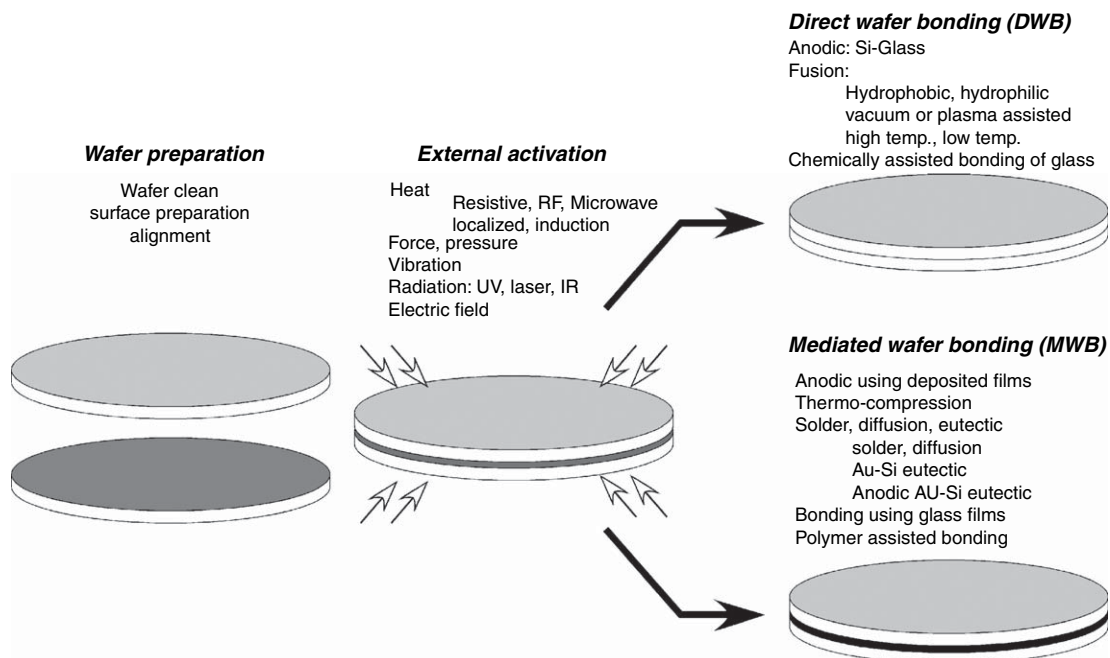 Wafer preparation
Wafer clean
surface preparation
alignment
External activation
Heat
Resistive, RF, Microwave
localized, induction
Force, pressure
Vibration
Radiation: UV, laser, IR
Electric field
Direct wafer bonding (DWB)
Anodic: Si-Glass
Fusion:
Hydrophobic, hydrophilic
vacuum or plasma assisted
high temp., low temp.
Chemically assisted bonding of glass
Mediated wafer bonding (MWB)
Anodic using deposited films
Thermo-compression
Solder, diffusion, eutectic
solder, diffusion
Au-Si eutectic
Anodic AU-Si eutectic
Bonding using glass films
Polymer assisted bonding